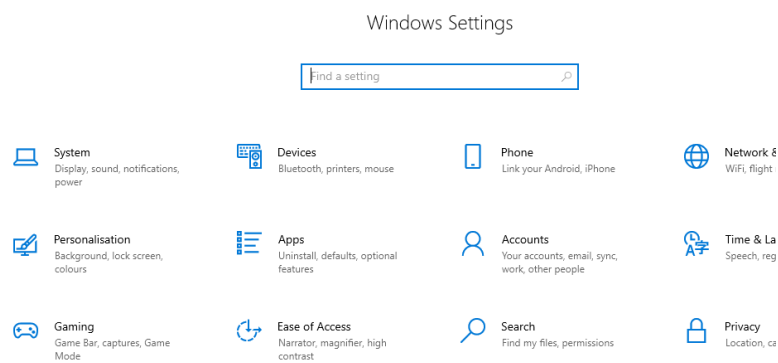 Windows Settings
Find a setting
System
Display, sound, notifications,
power
Devices
Bluetooth, printers, mouse
Phone
Link your Android, iPhone
Network &
WiFi, flight
Personalisation
Background, lock screen,
colours
Apps
Uninstall, defaults, optional
features
Accounts
Your accounts, email, sync,
work, other people
Time & La
Speech, reg
Gaming
Game Bar, captures, Game
Mode
Ease of Access
Narrator, magnifier, high
contrast
Search
Find my files, permissions
Privacy
Location, c